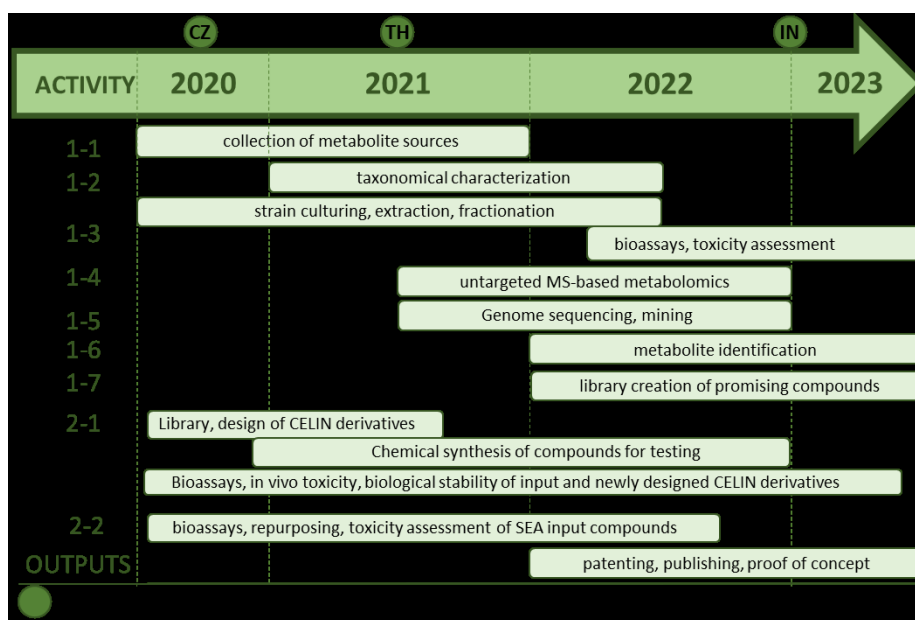 CZ TH IN
ACTIVITY 2020 2021 2022 2023
1-1 collection of metabolite sources
1-2 taxonomical characterization
strain culturing, extraction, fractionation
1-3 bioassays, toxicity assessment
1-4 untargeted MS-based metabolomics
1-5 Genome sequencing, mining
1-6 metabolite identification
1-7 library creation of promising compounds
2-1 Library, design of CELIN derivatives
Chemical synthesis of compounds for testing
Bioassays, in vivo toxicity, biological stability of input and newly designed CELIN derivatives
2-2 bioassays, repurposing, toxicity assessment of SEA input compounds
OUTPUTS patenting, publishing, proof of concept